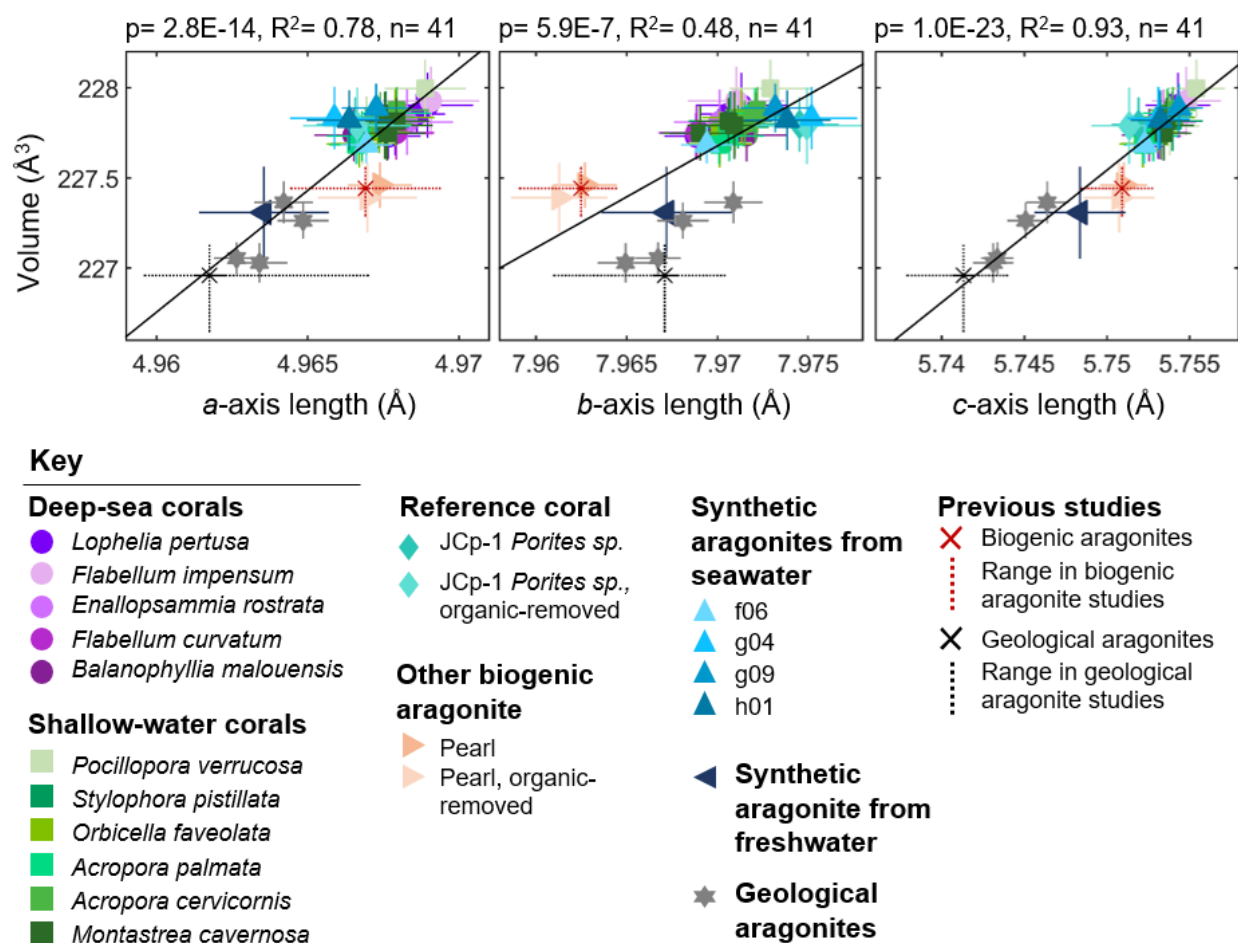 p= 2.8E-14, R²= 0.78, n= 41
p= 5.9E-7, R²= 0.48, n= 41
p= 1.0E-23, R²= 0.93, n= 41
Volume (Å³)
228
227.5
227
4.96 4.965 4.97
7.96 7.965 7.97 7.975
5.74 5.745 5.75 5.755
a-axis length (Å)
b-axis length (Å)
c-axis length (Å)
Key
Deep-sea corals
Lophelia pertusa
Flabellum impensum
Enallopsammia rostrata
Flabellum curvatum
Balanophyllia malouensis
Shallow-water corals
Pocillopora verrucosa
Stylophora pistillata
Orbicella faveolata
Acropora palmata
Acropora cervicornis
Montastrea cavernosa
Reference coral
JCp-1 Porites sp.
JCp-1 Porites sp.,
organic-removed
Other biogenic
aragonite
Pearl
Pearl, organic-
removed
Synthetic
aragonites from
seawater
f06
g04
g09
h01
Synthetic
aragonite from
freshwater
Geological
aragonites
Previous studies
Biogenic aragonites
Range in biogenic
aragonite studies
Geological aragonites
Range in geological
aragonite studies